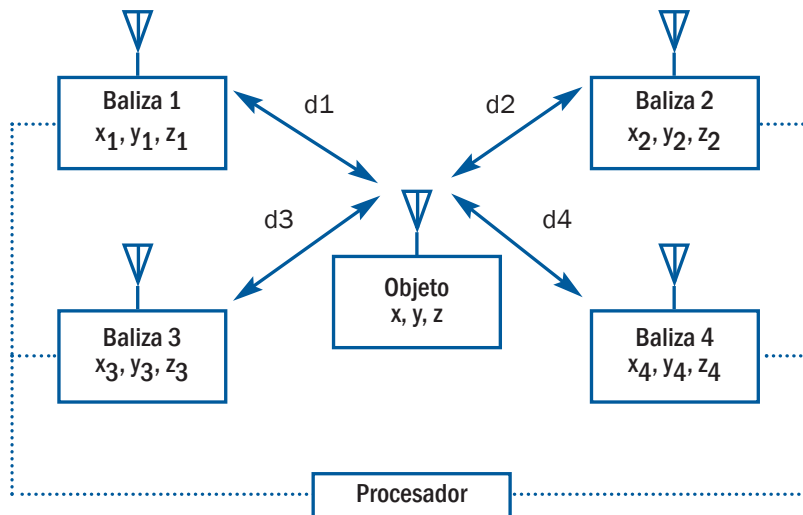 Baliza 1
x₁, y₁, z₁
d1
d2
Baliza 2
x₂, y₂, z₂
d3
d4
Baliza 3
x₃, y₃, z₃
Objeto
x, y, z
Baliza 4
x₄, y₄, z₄
Procesador